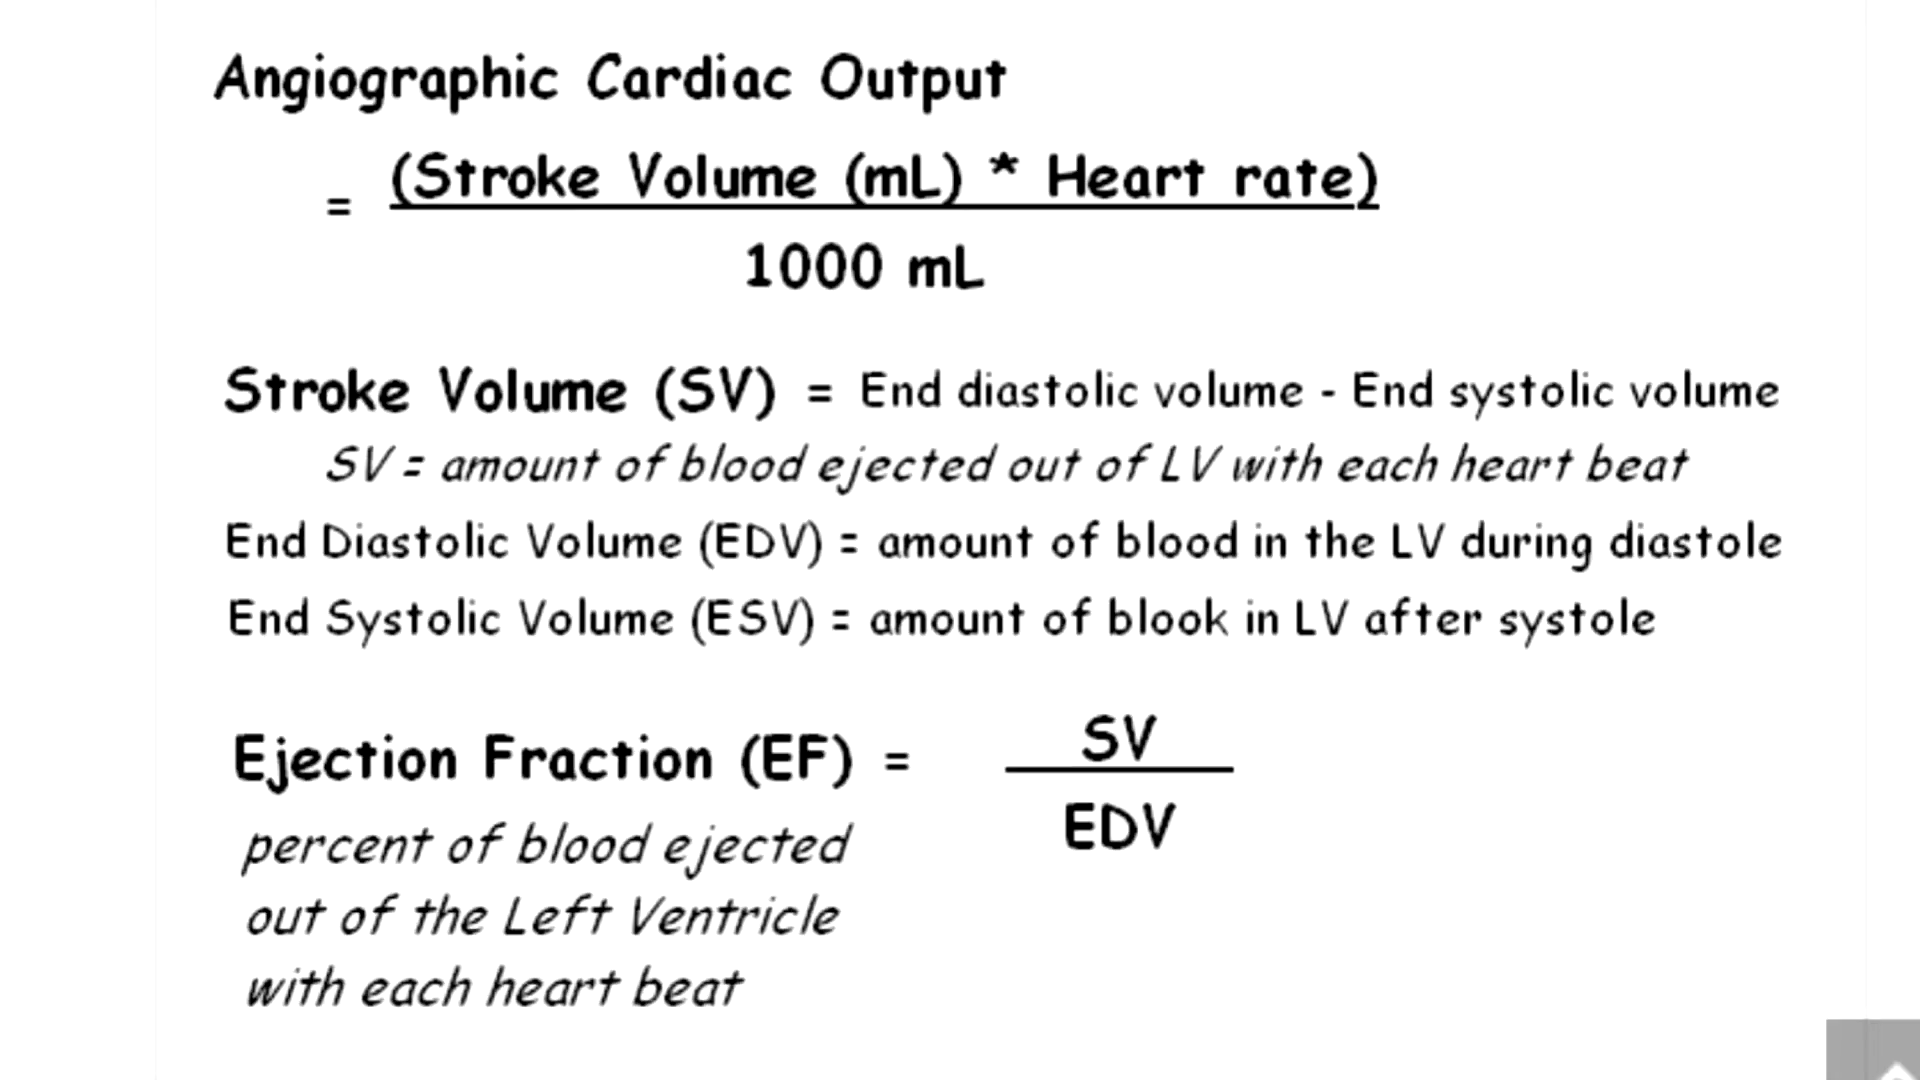 Angiographic Cardiac Output
= (Stroke Volume (mL) * Heart rate)
1000 mL
Stroke Volume (SV) = End diastolic volume - End systolic volume
SV = amount of blood ejected out of LV with each heart beat
End Diastolic Volume (EDV) = amount of blood in the LV during diastole
End Systolic Volume (ESV) = amount of blook in LV after systole
Ejection Fraction (EF) = SV
EDV
percent of blood ejected
out of the Left Ventricle
with each heart beat